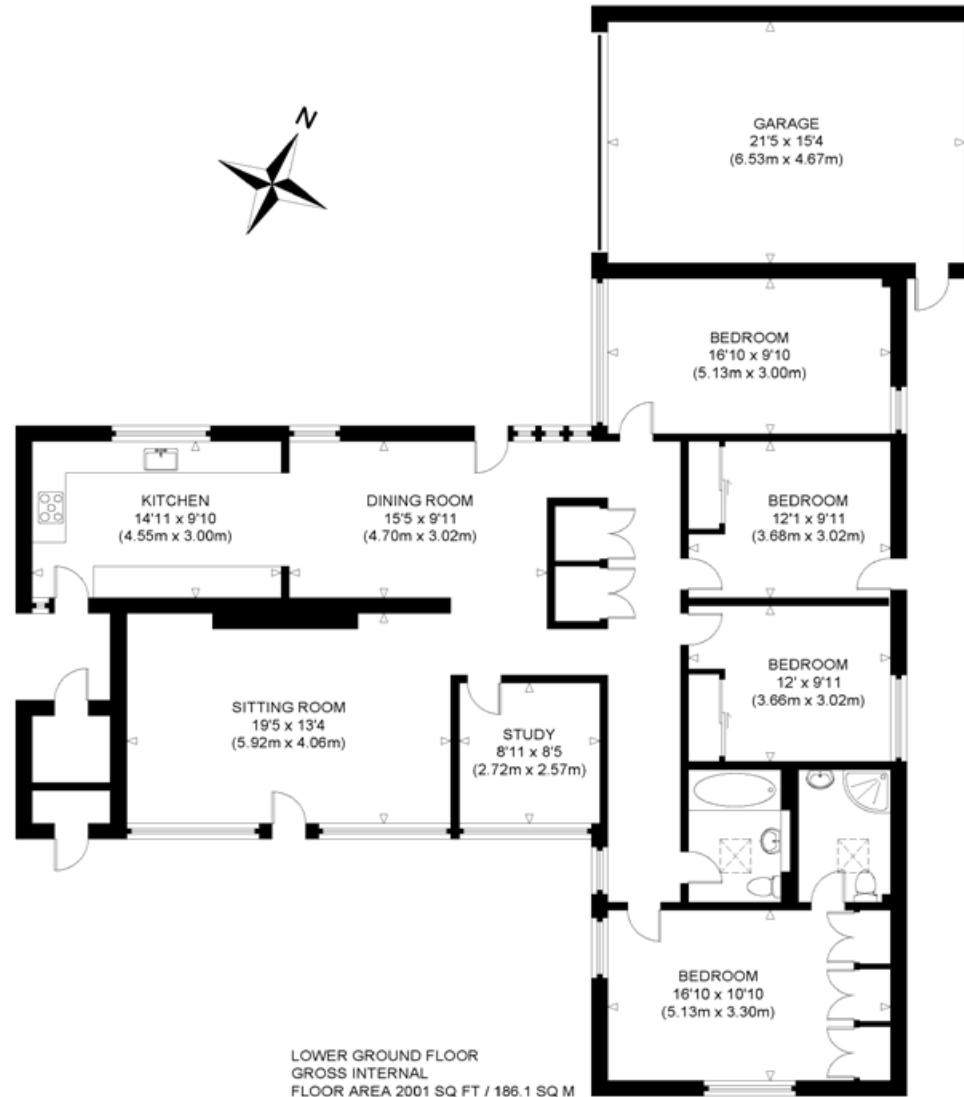 N
GARAGE
21'5 x 15'4
(6.53m x 4.67m)
BEDROOM
16'10 x 9'10
(5.13m x 3.00m)
KITCHEN
14'11 x 9'10
(4.55m x 3.00m)
DINING ROOM
15'5 x 9'11
(4.70m x 3.02m)
BEDROOM
12'1 x 9'11
(3.68m x 3.02m)
BEDROOM
12' x 9'11
(3.66m x 3.02m)
SITTING ROOM
19'5 x 13'4
(5.92m x 4.06m)
STUDY
8'11 x 8'5
(2.72m x 2.57m)
BEDROOM
16'10 x 10'10
(5.13m x 3.30m)
LOWER GROUND FLOOR
GROSS INTERNAL
FLOOR AREA 2001 SQ FT / 186.1 SQ M